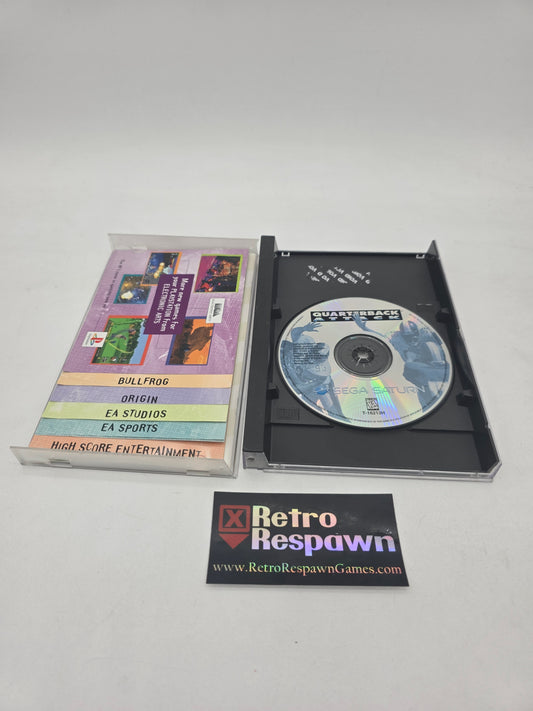 More new games for
your PLAYSTATION from
ELECTRONIC ARTS
BULLFROG
ORIGIN
EA STUDIOS
EA SPORTS
HIGH SCORE ENTERTAINMENT
QUARTERBACK
ATTACK
SEGA SATURN
Retro
Respawn
www.RetroRespawnGames.com